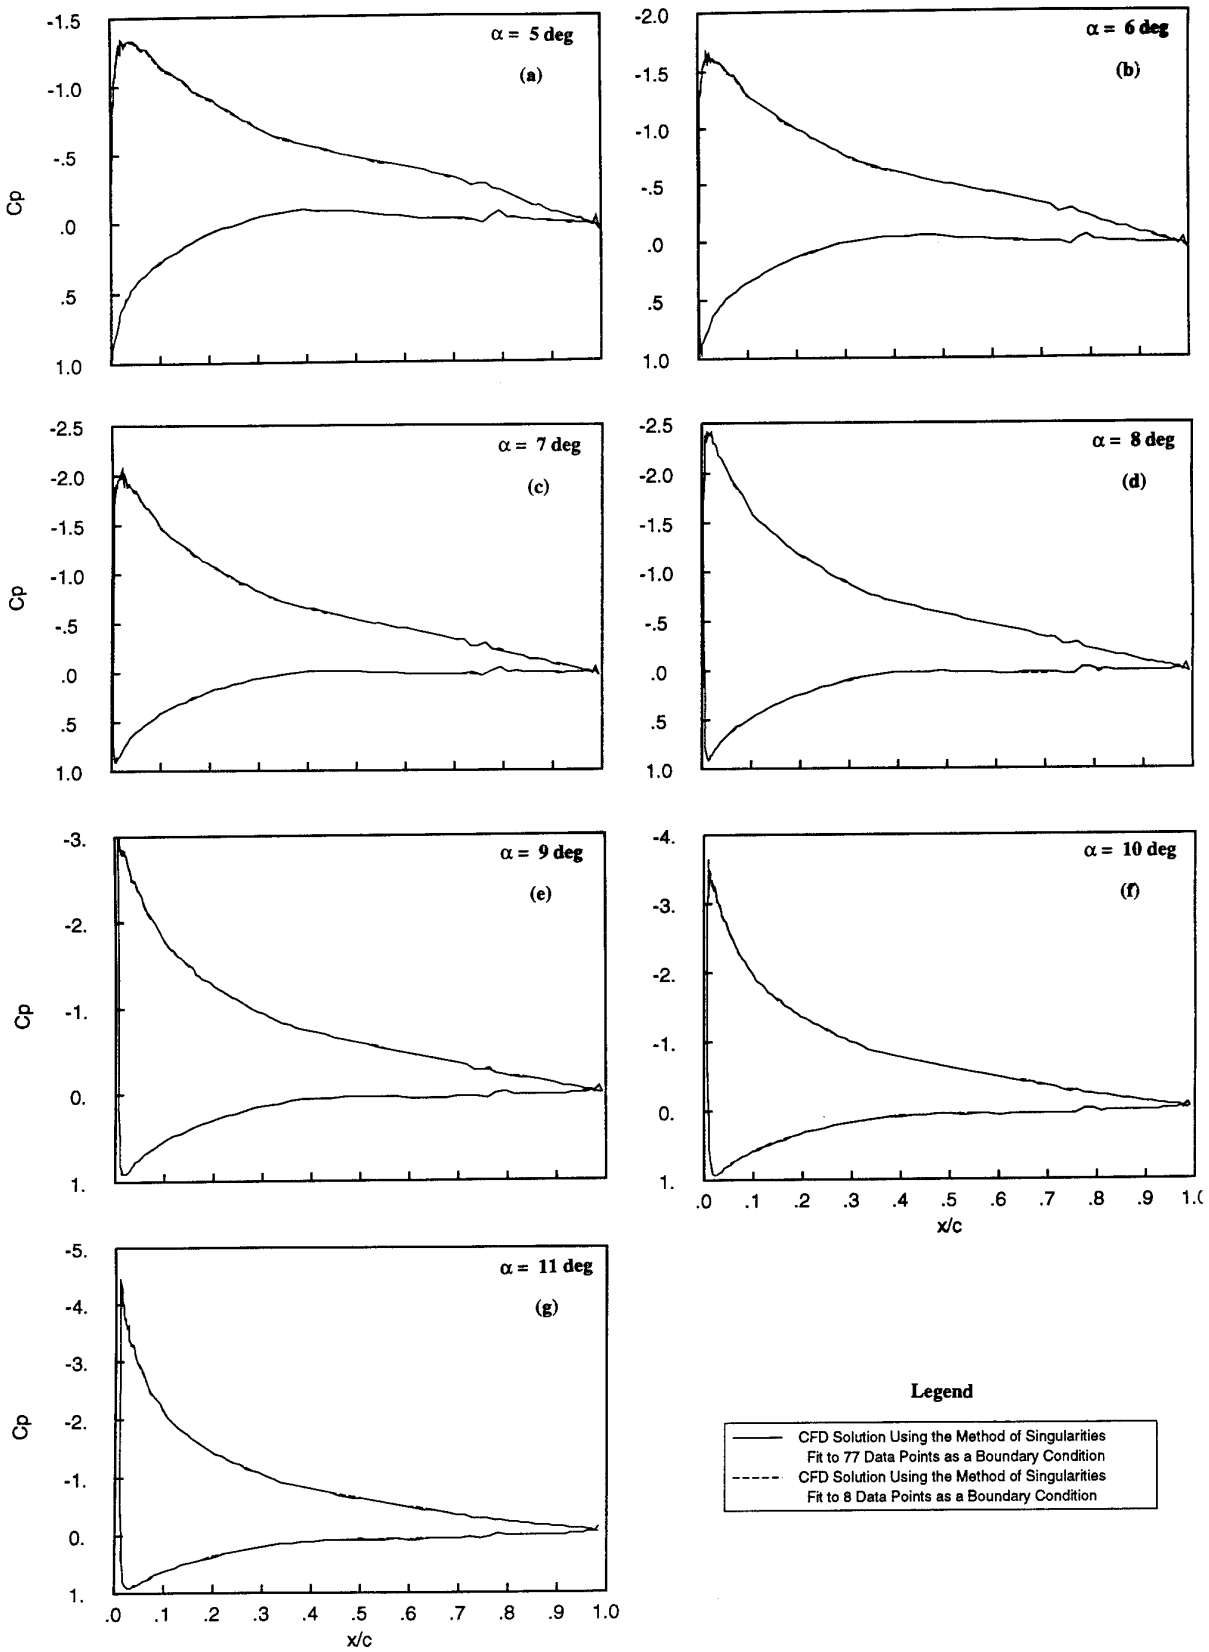 -1.5
-1.0
-.5
.0
.5
1.0
Cp
α = 5 deg
(a)
-2.0
-1.5
-1.0
-.5
.0
.5
1.0
α = 6 deg
(b)
-2.5
-2.0
-1.5
-1.0
-.5
.0
.5
1.0
Cp
α = 7 deg
(c)
-2.5
-2.0
-1.5
-1.0
-.5
.0
.5
1.0
α = 8 deg
(d)
-3.
-2.
-1.
0.
1.
Cp
α = 9 deg
(e)
-4.
-3.
-2.
-1.
0.
1.
α = 10 deg
(f)
.0 .1 .2 .3 .4 .5 .6 .7 .8 .9 1.0
x/c
-5.
-4.
-3.
-2.
-1.
0.
1.
Cp
α = 11 deg
(g)
.0 .1 .2 .3 .4 .5 .6 .7 .8 .9 1.0
x/c
Legend
CFD Solution Using the Method of Singularities
Fit to 77 Data Points as a Boundary Condition
CFD Solution Using the Method of Singularities
Fit to 8 Data Points as a Boundary Condition